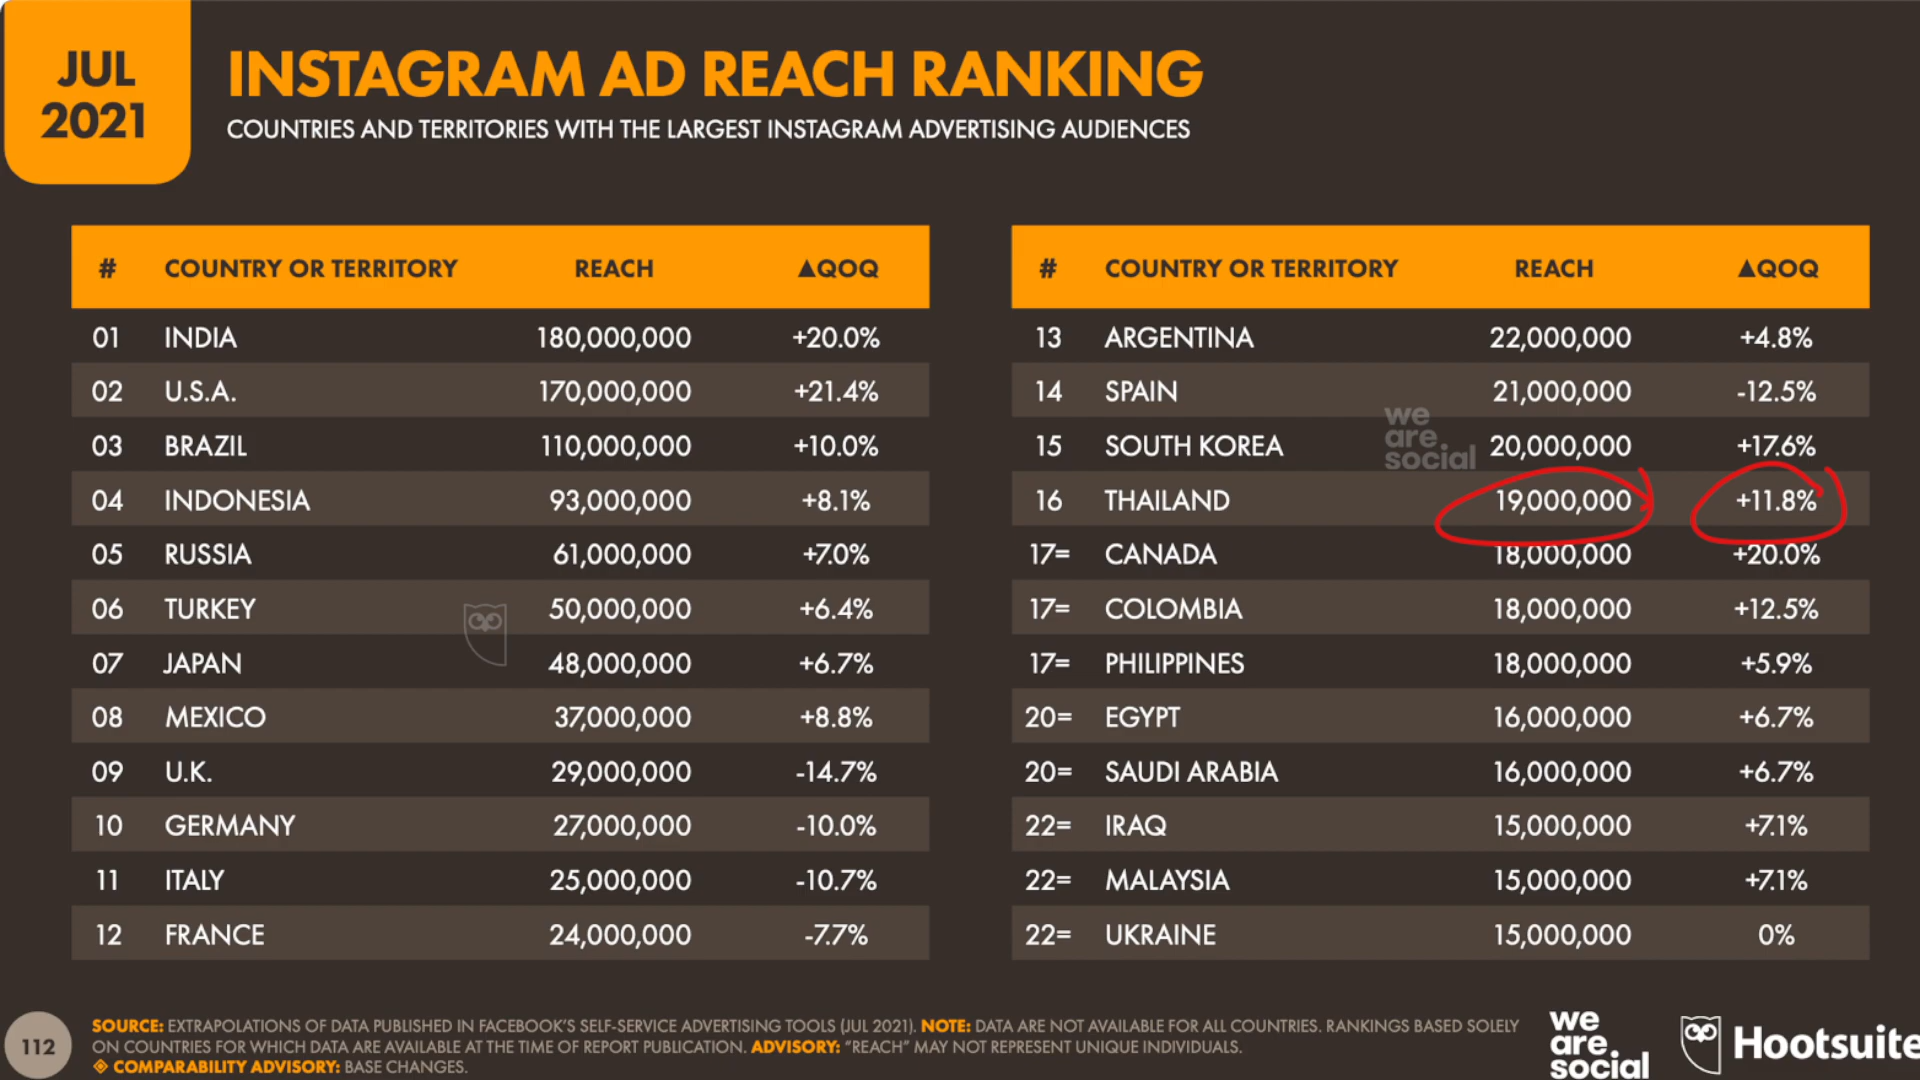 JUL
2021
INSTAGRAM AD REACH RANKING
COUNTRIES AND TERRITORIES WITH THE LARGEST INSTAGRAM ADVERTISING AUDIENCES
# COUNTRY OR TERRITORY REACH ▲QOQ
01 INDIA 180,000,000 +20.0%
02 U.S.A. 170,000,000 +21.4%
03 BRAZIL 110,000,000 +10.0%
04 INDONESIA 93,000,000 +8.1%
05 RUSSIA 61,000,000 +7.0%
06 TURKEY 50,000,000 +6.4%
07 JAPAN 48,000,000 +6.7%
08 MEXICO 37,000,000 +8.8%
09 U.K. 29,000,000 -14.7%
10 GERMANY 27,000,000 -10.0%
11 ITALY 25,000,000 -10.7%
12 FRANCE 24,000,000 -7.7%
# COUNTRY OR TERRITORY REACH ▲QOQ
13 ARGENTINA 22,000,000 +4.8%
14 SPAIN 21,000,000 -12.5%
15 SOUTH KOREA 20,000,000 +17.6%
16 THAILAND 19,000,000 +11.8%
17= CANADA 18,000,000 +20.0%
17= COLOMBIA 18,000,000 +12.5%
17= PHILIPPINES 18,000,000 +5.9%
20= EGYPT 16,000,000 +6.7%
20= SAUDI ARABIA 16,000,000 +6.7%
22= IRAQ 15,000,000 +7.1%
22= MALAYSIA 15,000,000 +7.1%
22= UKRAINE 15,000,000 0%
we
are.
social
112
SOURCE: EXTRAPOLATIONS OF DATA PUBLISHED IN FACEBOOK'S SELF-SERVICE ADVERTISING TOOLS (JUL 2021). NOTE: DATA ARE NOT AVAILABLE FOR ALL COUNTRIES. RANKINGS BASED SOLELY
ON COUNTRIES FOR WHICH DATA ARE AVAILABLE AT THE TIME OF REPORT PUBLICATION. ADVISORY: "REACH" MAY NOT REPRESENT UNIQUE INDIVIDUALS.
◈ COMPARABILITY ADVISORY: BASE CHANGES.
we
are.
social
Hootsuite